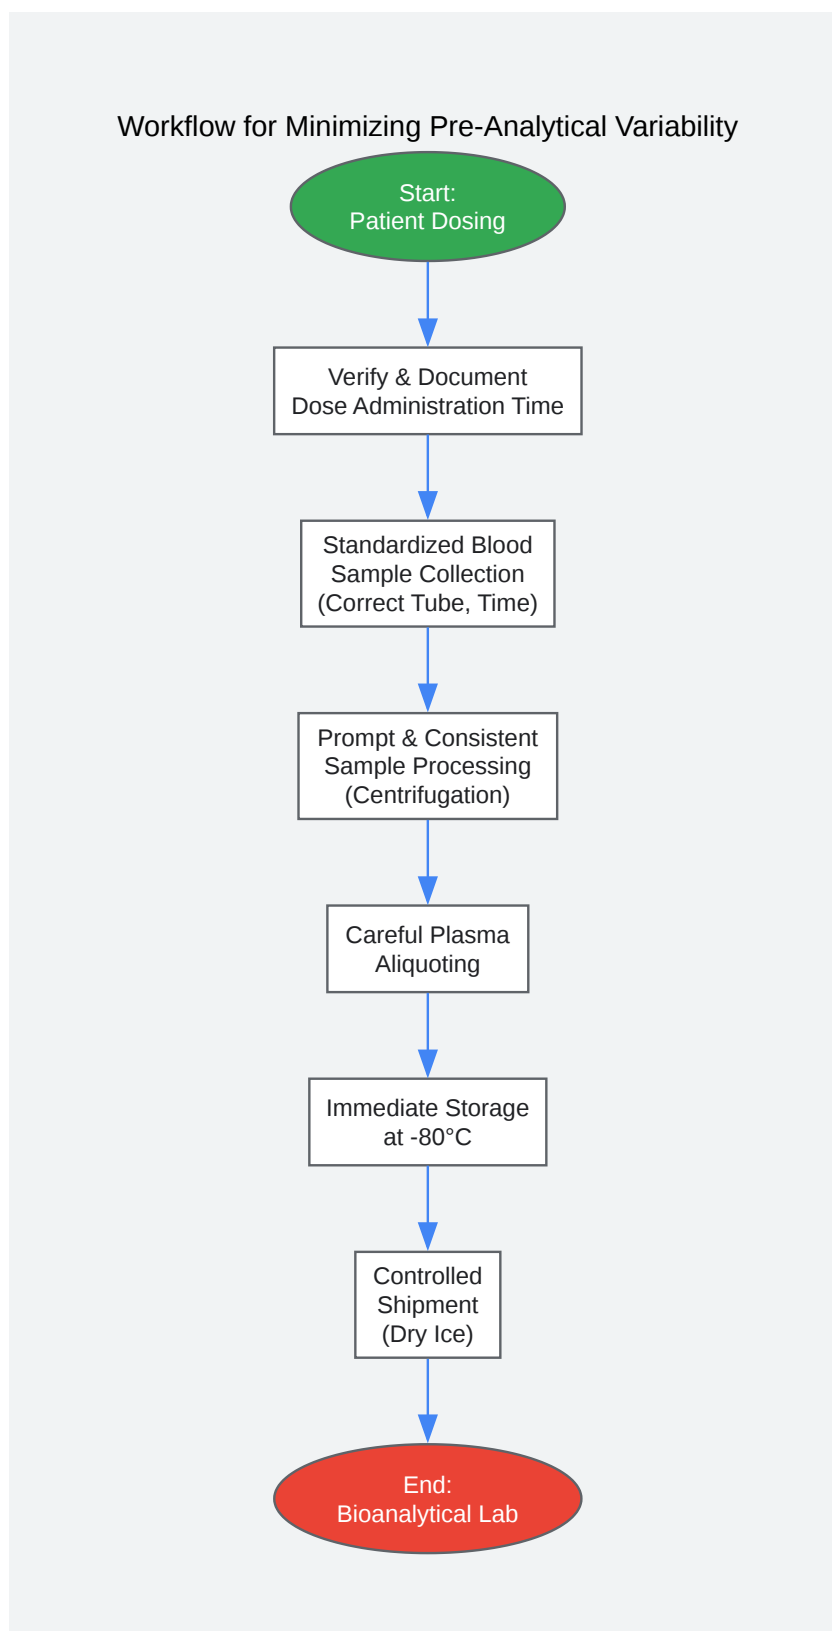 Workflow for Minimizing Pre-Analytical Variability
Start:
Patient Dosing
Verify & Document
Dose Administration Time
Standardized Blood
Sample Collection
(Correct Tube, Time)
Prompt & Consistent
Sample Processing
(Centrifugation)
Careful Plasma
Aliquoting
Immediate Storage
at -80°C
Controlled
Shipment
(Dry Ice)
End:
Bioanalytical Lab